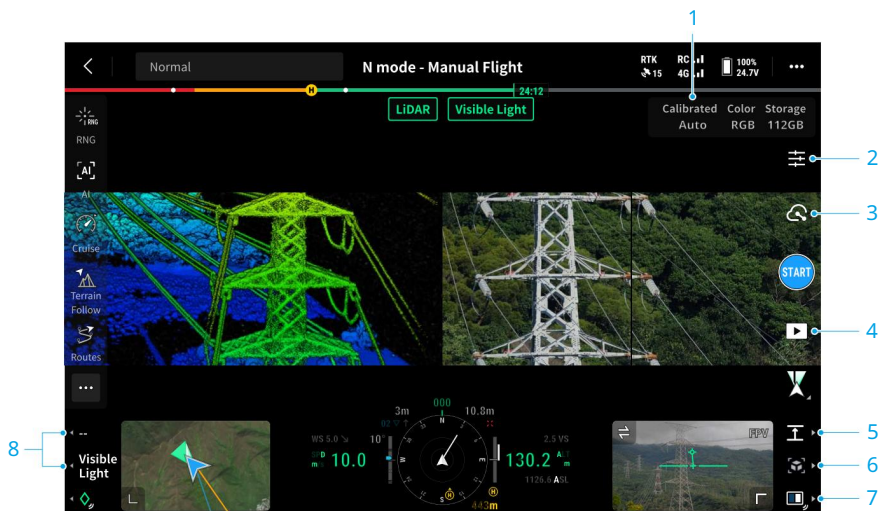 1
Normal
N mode - Manual Flight
RTK
15
RC
4G
100%
24.7V
H
24:12
LiDAR
Visible Light
Calibrated Color Storage
Auto RGB 112GB
RNG
RNG
2
AI
AI
3
Cruise
START
Terrain
Follow
4
Routes
000
3m
10.8m
N
WS 5.0
10°
2.5 VS
FPV
5
8
--
SPD
m
10.0
W
E
130.2
ALT
m
Visible
Light
6
1126.6 ASL
S
H
H
443m
7